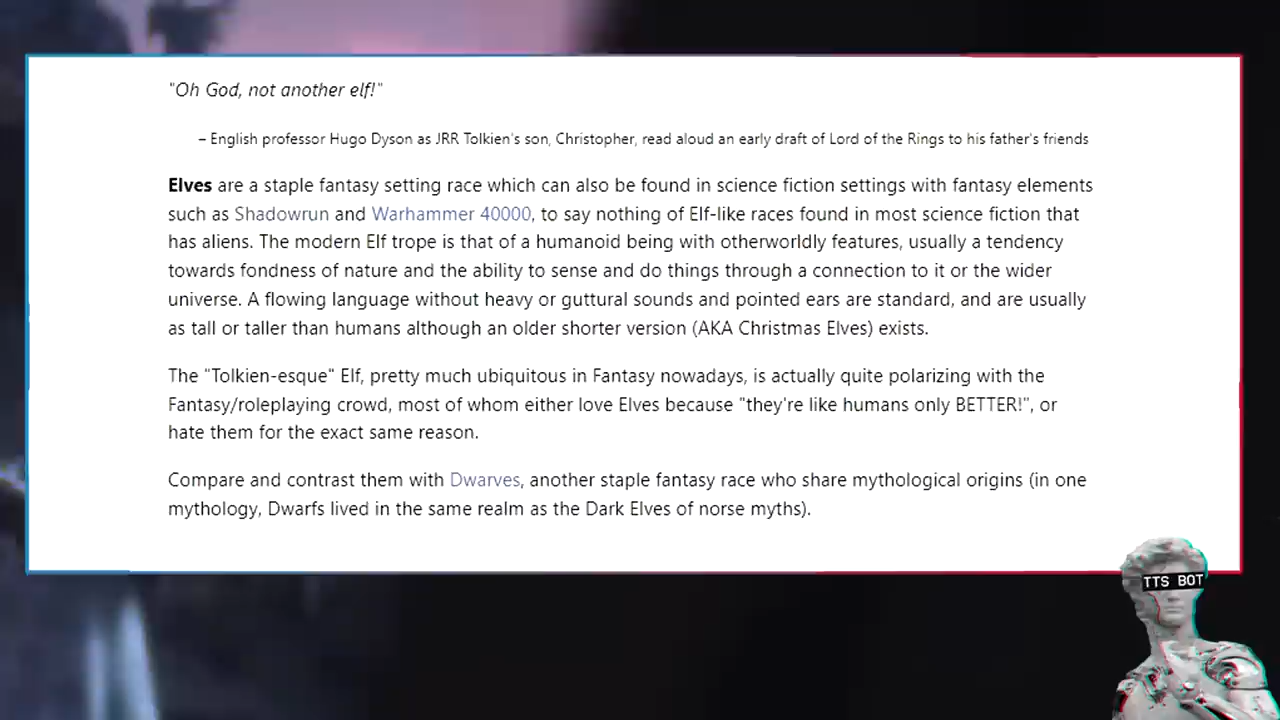 "Oh God, not another elf!"
– English professor Hugo Dyson as JRR Tolkien's son, Christopher, read aloud an early draft of Lord of the Rings to his father's friends
Elves are a staple fantasy setting race which can also be found in science fiction settings with fantasy elements
such as Shadowrun and Warhammer 40000, to say nothing of Elf-like races found in most science fiction that
has aliens. The modern Elf trope is that of a humanoid being with otherworldly features, usually a tendency
towards fondness of nature and the ability to sense and do things through a connection to it or the wider
universe. A flowing language without heavy or guttural sounds and pointed ears are standard, and are usually
as tall or taller than humans although an older shorter version (AKA Christmas Elves) exists.
The "Tolkien-esque" Elf, pretty much ubiquitous in Fantasy nowadays, is actually quite polarizing with the
Fantasy/roleplaying crowd, most of whom either love Elves because "they're like humans only BETTER!", or
hate them for the exact same reason.
Compare and contrast them with Dwarves, another staple fantasy race who share mythological origins (in one
mythology, Dwarfs lived in the same realm as the Dark Elves of norse myths).
TTS BOT